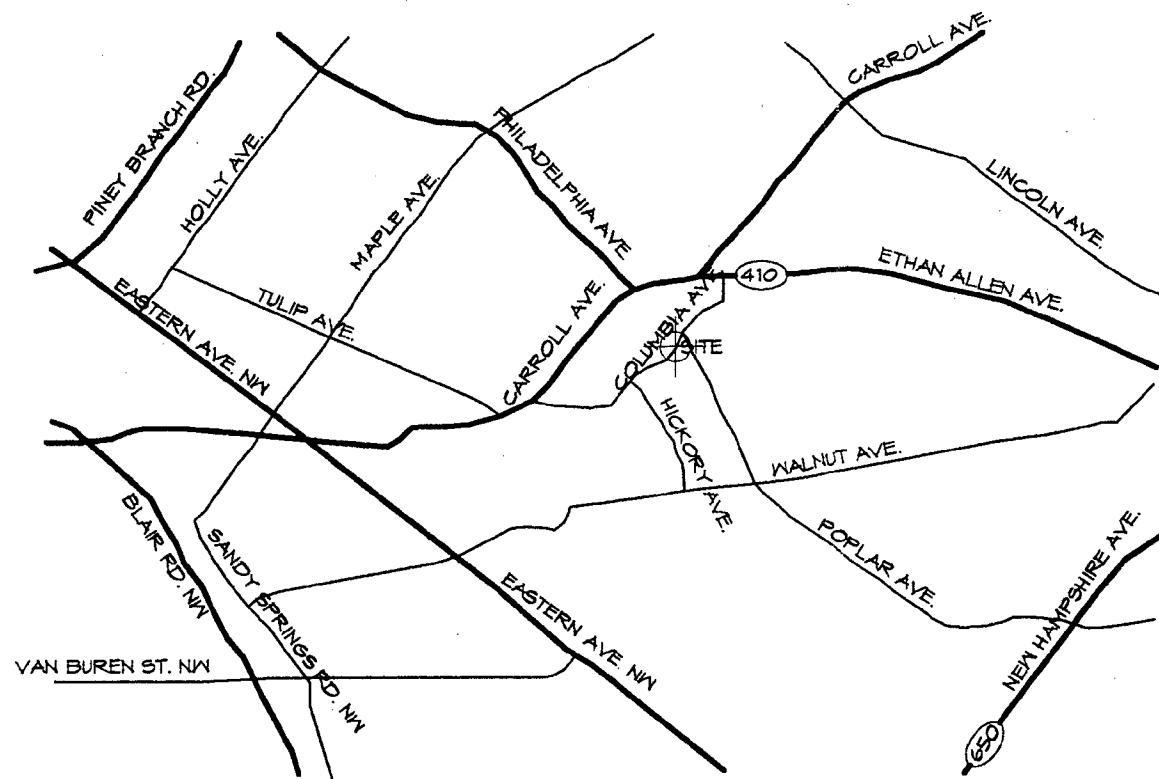 CARROLL AVE.
PINEY BRANCH RD.
HOLLY AVE.
PHILADELPHIA AVE
MAPLE AVE.
LINCOLN AVE.
ETHAN ALLEN AVE.
410
EASTERN AVE. NW
TULIP AVE.
CARROLL AVE.
COLUMBIA AVE.
SITE
HICKORY AVE.
WALNUT AVE.
BLAIR RD. NW
SANDY SPRINGS RD. NW
POPLAR AVE.
NEW HAMPSHIRE AVE.
EASTERN AVE. NW
VAN BUREN ST. NW
650